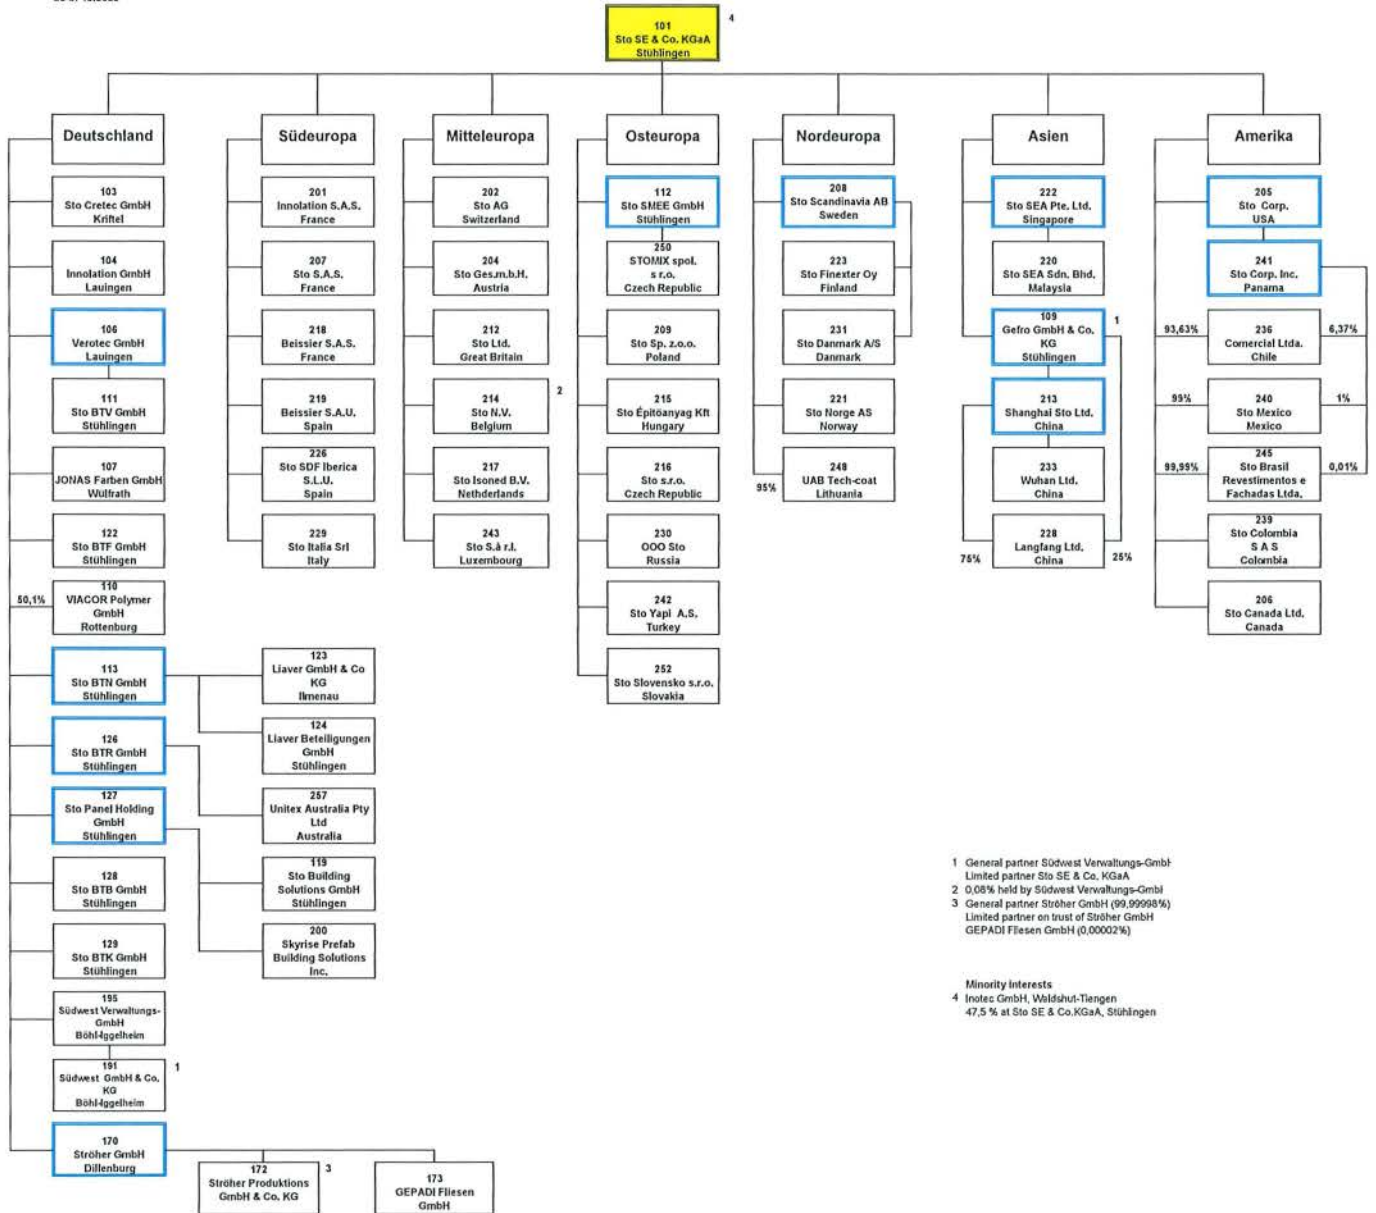 101
Sto SE & Co. KGaA
Stühlingen
4
Deutschland
Südeuropa
Mitteleuropa
Osteuropa
Nordeuropa
Asien
Amerika
103
Sto Cretec GmbH
Kriftel
104
Innolation GmbH
Lauingen
106
Verotec GmbH
Lauingen
111
Sto BTV GmbH
Stühlingen
107
JONAS Farben GmbH
Wülfrath
122
Sto BTF GmbH
Stühlingen
50,1%
110
VIACOR Polymer
GmbH
Rottenburg
113
Sto BTN GmbH
Stühlingen
126
Sto BTR GmbH
Stühlingen
127
Sto Panel Holding
GmbH
Stühlingen
128
Sto BTB GmbH
Stühlingen
129
Sto BTK GmbH
Stühlingen
195
Südwest Verwaltungs-
GmbH
Böhl-Iggelheim
191
Südwest GmbH & Co.
KG
Böhl-Iggelheim
1
170
Ströher GmbH
Dillenburg
172
Ströher Produktions
GmbH & Co. KG
3
173
GEPADI Fliesen
GmbH
201
Innolation S.A.S.
France
207
Sto S.A.S.
France
218
Beissier S.A.S.
France
219
Beissier S.A.U.
Spain
226
Sto SDF Iberica
S.L.U.
Spain
229
Sto Italia Srl
Italy
123
Liaver GmbH & Co
KG
Ilmenau
124
Liaver Beteiligungen
GmbH
Stühlingen
257
Unitex Australia Pty
Ltd
Australia
119
Sto Building
Solutions GmbH
Stühlingen
200
Skyrise Prefab
Building Solutions
Inc.
202
Sto AG
Switzerland
204
Sto Ges.m.b.H.
Austria
212
Sto Ltd.
Great Britain
214
Sto N.V.
Belgium
2
217
Sto Isoned B.V.
Nethderlands
243
Sto S.à r.l.
Luxembourg
112
Sto SMEE GmbH
Stühlingen
250
STOMIX spol.
s r.o.
Czech Republic
209
Sto Sp. z.o.o.
Poland
215
Sto Építöanyag Kft
Hungary
216
Sto s.r.o.
Czech Republic
230
OOO Sto
Russia
242
Sto Yapi A.S.
Turkey
252
Sto Slovensko s.r.o.
Slovakia
208
Sto Scandinavia AB
Sweden
223
Sto Finexter Oy
Finland
231
Sto Danmark A/S
Danmark
221
Sto Norge AS
Norway
248
UAB Tech-coat
Lithuania
95%
222
Sto SEA Pte. Ltd.
Singapore
220
Sto SEA Sdn. Bhd.
Malaysia
109
Gefro GmbH & Co.
KG
Stühlingen
1
213
Shanghai Sto Ltd.
China
233
Wuhan Ltd.
China
228
Langfang Ltd.
China
75%
25%
205
Sto Corp.
USA
241
Sto Corp. Inc.
Panama
93,63%
236
Comercial Ltda.
Chile
6,37%
99%
240
Sto Mexico
Mexico
1%
99,99%
245
Sto Brasil
Revestimentos e
Fachadas Ltda.
0,01%
239
Sto Colombia
S A S
Colombia
206
Sto Canada Ltd.
Canada
1 General partner Südwest Verwaltungs-GmbH
Limited partner Sto SE & Co. KGaA
2 0,08% held by Südwest Verwaltungs-Gmbl
3 General partner Ströher GmbH (99,99998%)
Limited partner on trust of Ströher GmbH
GEPADI Fliesen GmbH (0,00002%)
Minority Interests
4 Inotec GmbH, Waldshut-Tiengen
47,5 % at Sto SE & Co.KGaA, Stühlingen